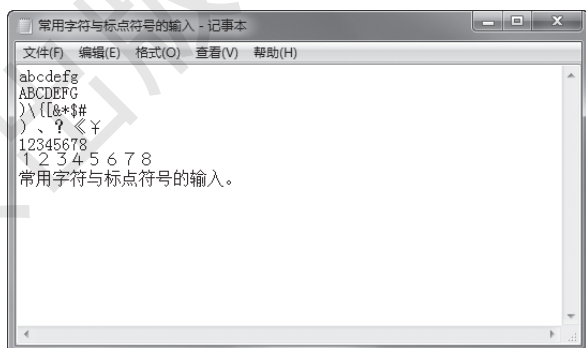 常用字符与标点符号的输入 - 记事本
文件(F) 编辑(E) 格式(O) 查看(V) 帮助(H)
abcdefg
ABCDEFG
)\{[&*$#
）、？《￥
12345678
１２３４５６７８
常用字符与标点符号的输入。